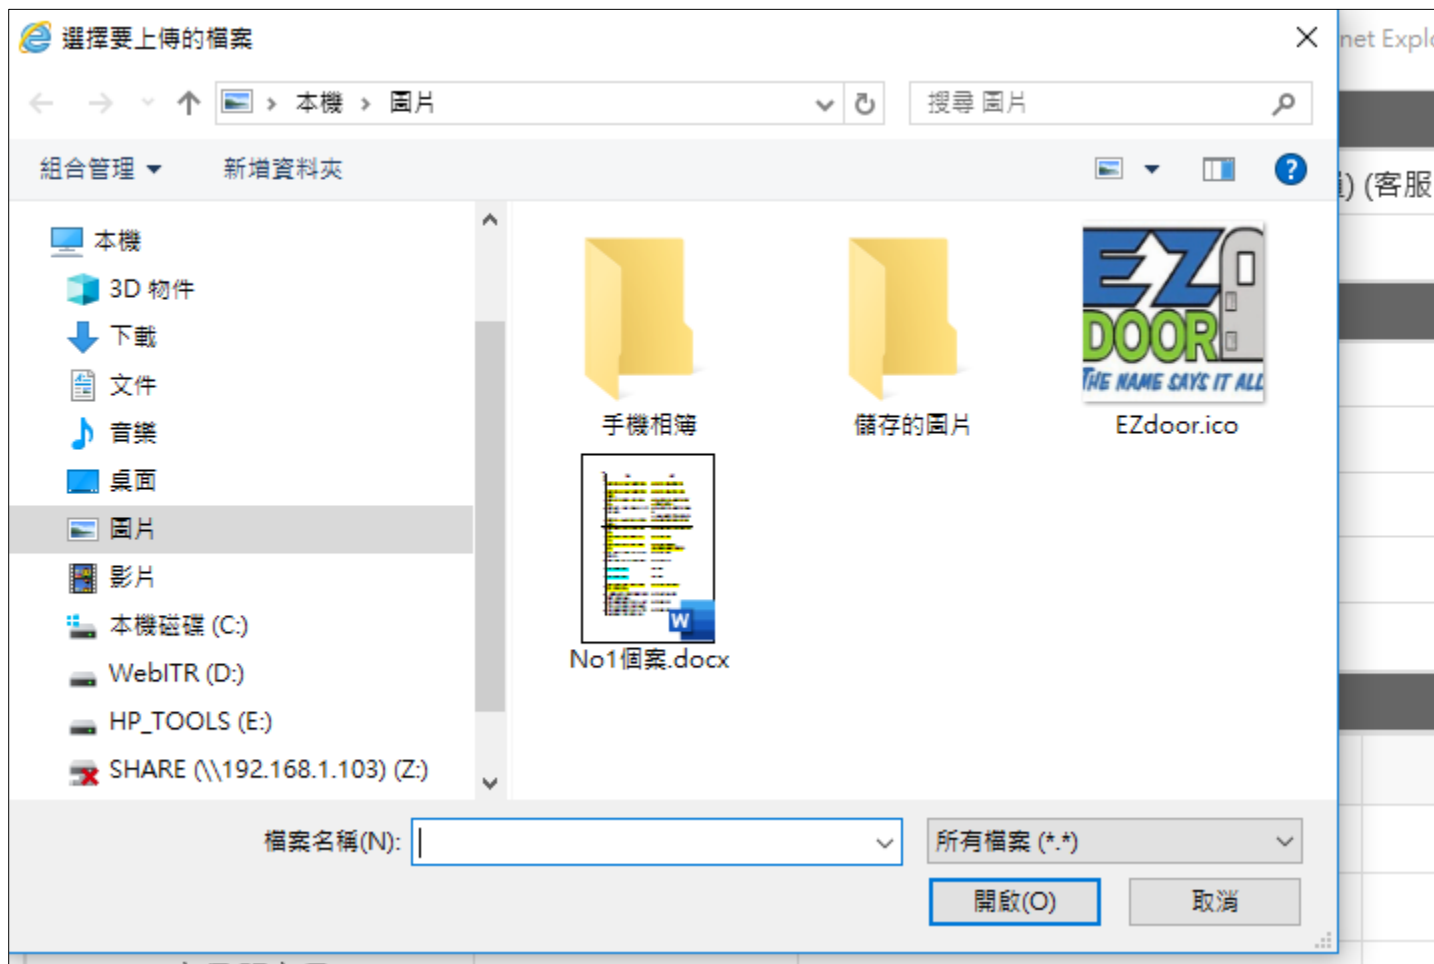 選擇要上傳的檔案
net Explo
本機 › 圖片
搜尋 圖片
組合管理
新增資料夾
?
(客服
本機
3D 物件
下載
文件
音樂
桌面
圖片
影片
本機磁碟 (C:)
WebITR (D:)
HP_TOOLS (E:)
SHARE (\\192.168.1.103) (Z:)
手機相簿
儲存的圖片
EZ
DOOR
THE NAME SAYS IT ALL
EZdoor.ico
W
No1個案.docx
檔案名稱(N):
所有檔案 (*.*)
開啟(O)
取消